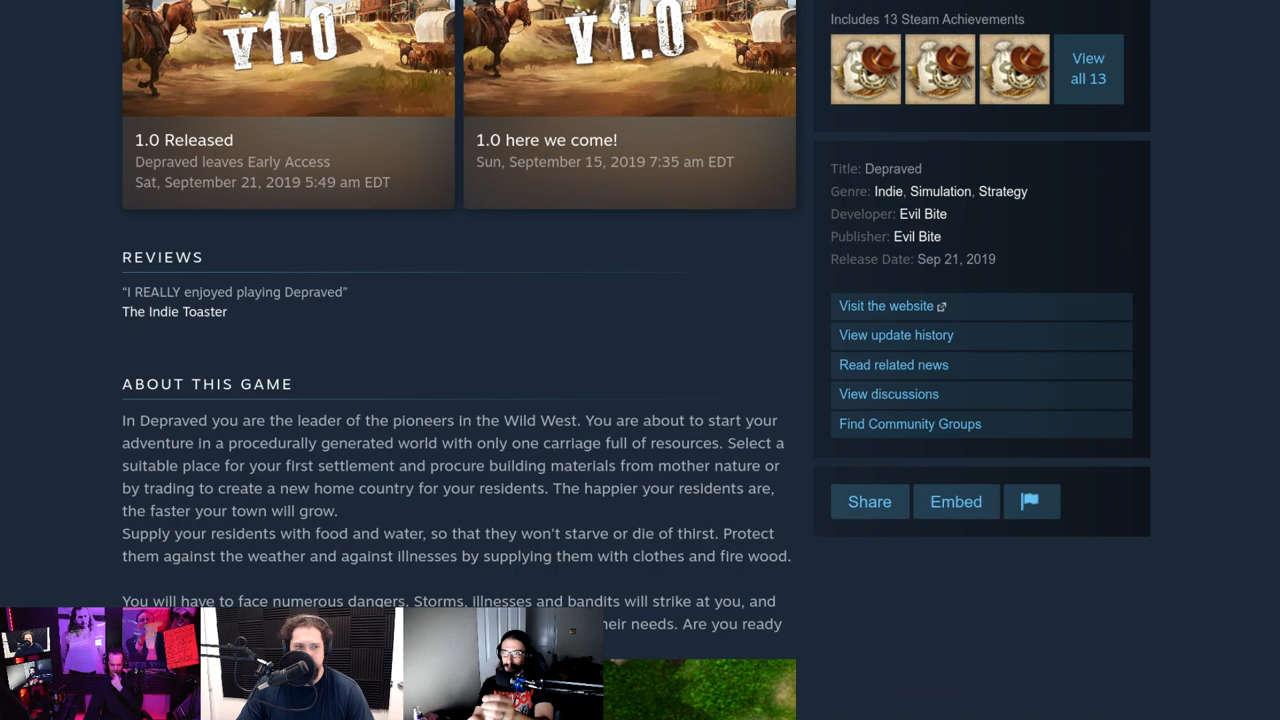 v1.0
v1.0
1.0 Released
Depraved leaves Early Access
Sat, September 21, 2019 5:49 am EDT
1.0 here we come!
Sun, September 15, 2019 7:35 am EDT
REVIEWS
“I REALLY enjoyed playing Depraved”
The Indie Toaster
ABOUT THIS GAME
In Depraved you are the leader of the pioneers in the Wild West. You are about to start your
adventure in a procedurally generated world with only one carriage full of resources. Select a
suitable place for your first settlement and procure building materials from mother nature or
by trading to create a new home country for your residents. The happier your residents are,
the faster your town will grow.
Supply your residents with food and water, so that they won't starve or die of thirst. Protect
them against the weather and against illnesses by supplying them with clothes and fire wood.
You will have to face numerous dangers. Storms, illnesses and bandits will strike at you, and
their needs. Are you ready
Includes 13 Steam Achievements
View
all 13
Title: Depraved
Genre: Indie, Simulation, Strategy
Developer: Evil Bite
Publisher: Evil Bite
Release Date: Sep 21, 2019
Visit the website
View update history
Read related news
View discussions
Find Community Groups
Share
Embed